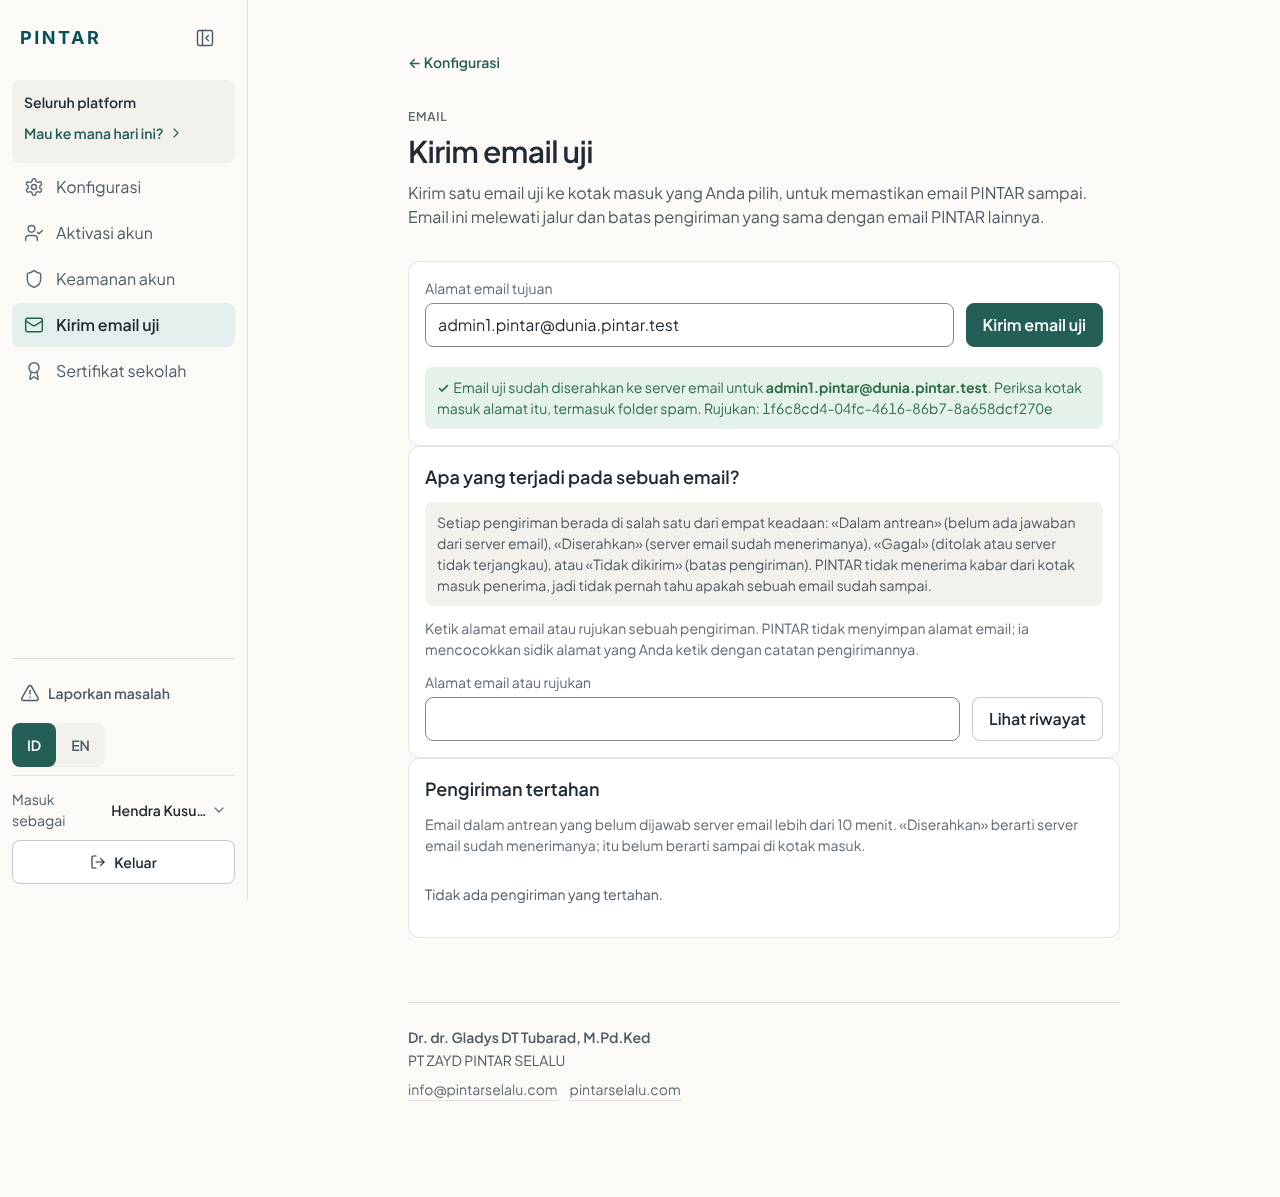 PINTAR
Seluruh platform
Mau ke mana hari ini?
Konfigurasi
Aktivasi akun
Keamanan akun
Kirim email uji
Sertifikat sekolah
Laporkan masalah
ID EN
Masuk sebagai
Hendra Kusu...
Keluar
← Konfigurasi
EMAIL
Kirim email uji
Kirim satu email uji ke kotak masuk yang Anda pilih, untuk memastikan email PINTAR sampai.
Email ini melewati jalur dan batas pengiriman yang sama dengan email PINTAR lainnya.
Alamat email tujuan
admin1.pintar@dunia.pintar.test
Kirim email uji
✓ Email uji sudah diserahkan ke server email untuk admin1.pintar@dunia.pintar.test. Periksa kotak
masuk alamat itu, termasuk folder spam. Rujukan: 1f6c8cd4-04fc-4616-86b7-8a658dcf270e
Apa yang terjadi pada sebuah email?
Setiap pengiriman berada di salah satu dari empat keadaan: «Dalam antrean» (belum ada jawaban
dari server email), «Diserahkan» (server email sudah menerimanya), «Gagal» (ditolak atau server
tidak terjangkau), atau «Tidak dikirim» (batas pengiriman). PINTAR tidak menerima kabar dari kotak
masuk penerima, jadi tidak pernah tahu apakah sebuah email sudah sampai.
Ketik alamat email atau rujukan sebuah pengiriman. PINTAR tidak menyimpan alamat email; ia
mencocokkan sidik alamat yang Anda ketik dengan catatan pengirimannya.
Alamat email atau rujukan
Lihat riwayat
Pengiriman tertahan
Email dalam antrean yang belum dijawab server email lebih dari 10 menit. «Diserahkan» berarti server
email sudah menerimanya; itu belum berarti sampai di kotak masuk.
Tidak ada pengiriman yang tertahan.
Dr. dr. Gladys DT Tubarad, M.Pd.Ked
PT ZAYD PINTAR SELALU
info@pintarselalu.com pintarselalu.com